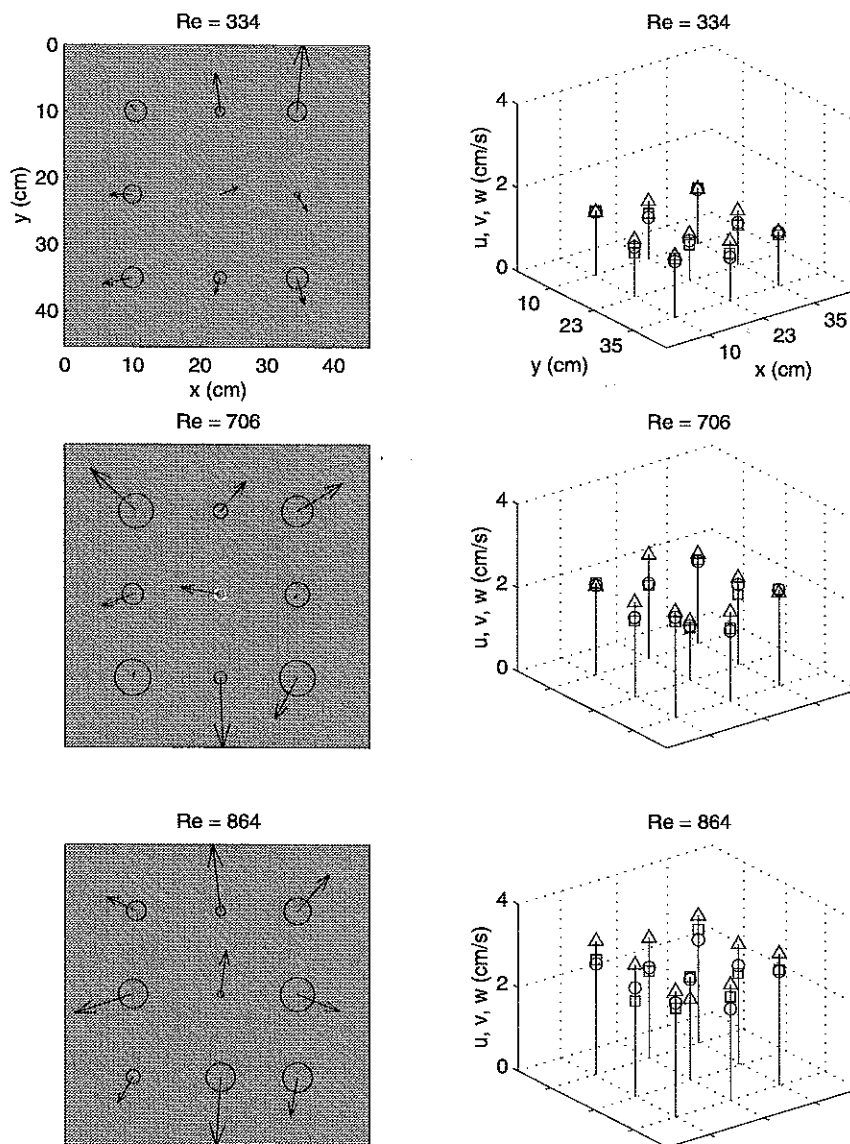 Re = 334
0
10
20
30
40
y (cm)
0 10 20 30 40
x (cm)
Re = 334
4
2
0
u, v, w (cm/s)
10
23
35
y (cm)
10
23
35
x (cm)
Re = 706
Re = 706
4
2
0
u, v, w (cm/s)
Re = 864
Re = 864
4
2
0
u, v, w (cm/s)